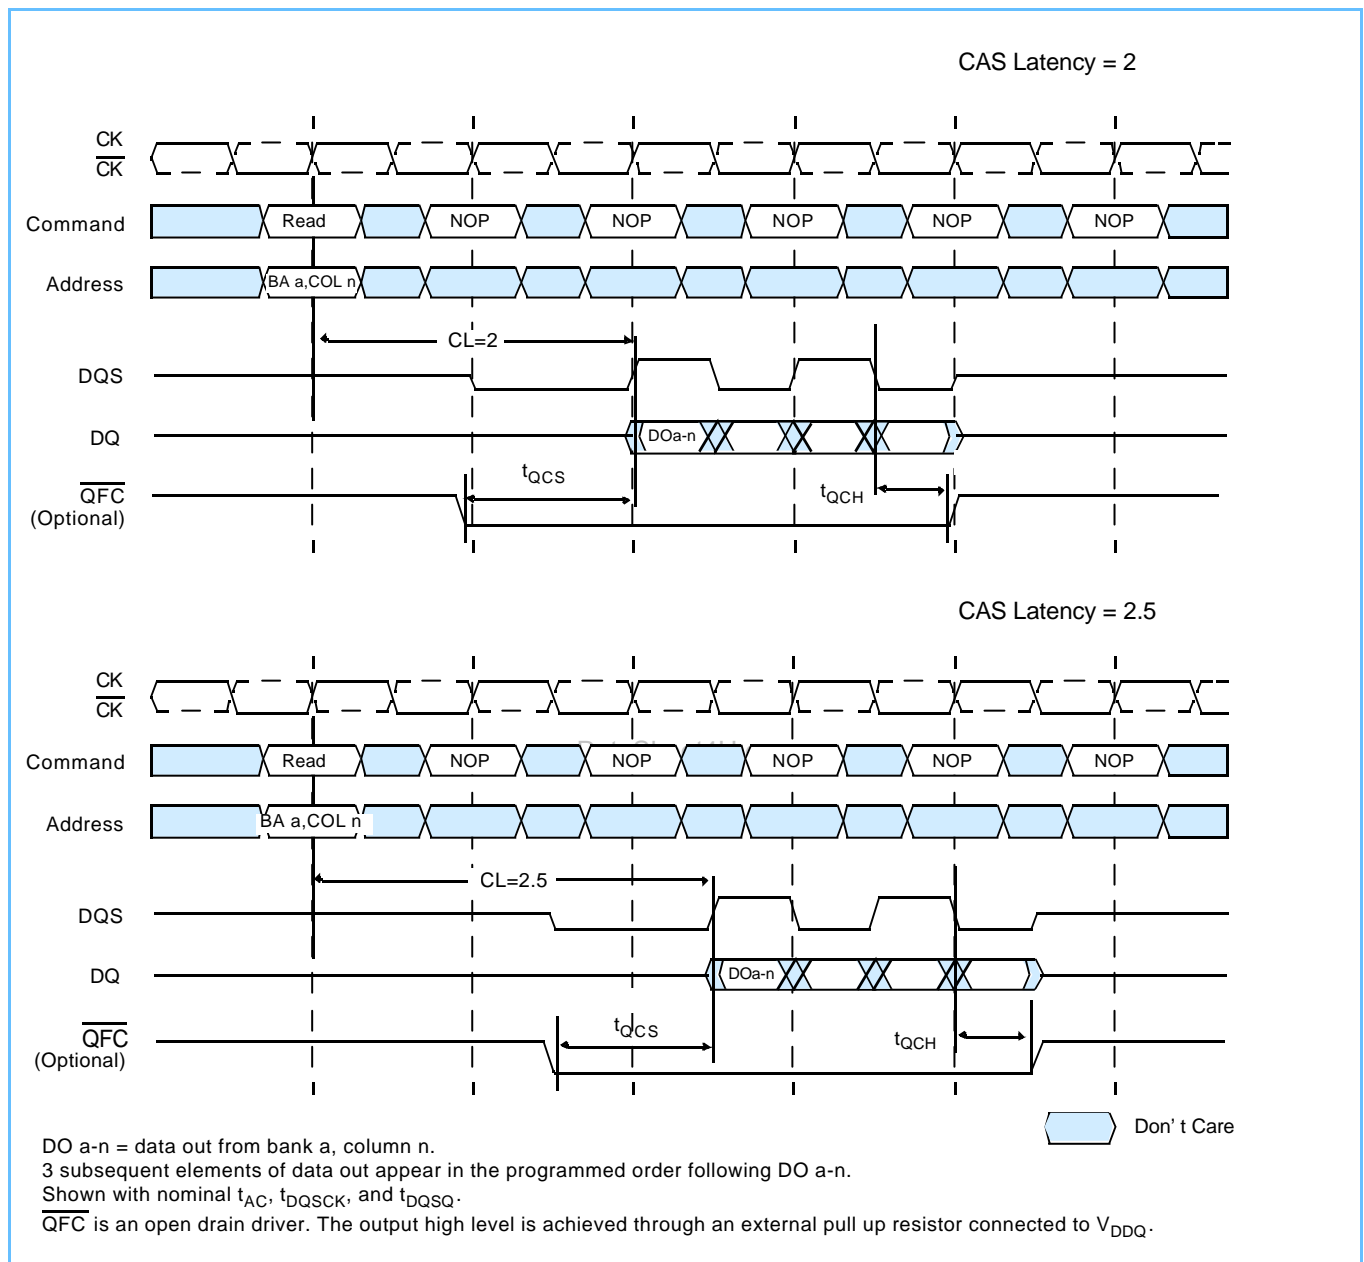 CAS Latency = 2
CK
CK
Command
Read
NOP
NOP
NOP
NOP
NOP
Address
BA a,COL n
CL=2
DQS
DQ
DOa-n
tQCS
tQCH
QFC
(Optional)
CAS Latency = 2.5
CK
CK
Command
Read
NOP
NOP
NOP
NOP
NOP
Address
BA a,COL n
CL=2.5
DQS
DQ
DOa-n
tQCS
tQCH
QFC
(Optional)
Don' t Care
DO a-n = data out from bank a, column n.
3 subsequent elements of data out appear in the programmed order following DO a-n.
Shown with nominal tAC, tDQSCK, and tDQSQ.
QFC is an open drain driver. The output high level is achieved through an external pull up resistor connected to VDDQ.